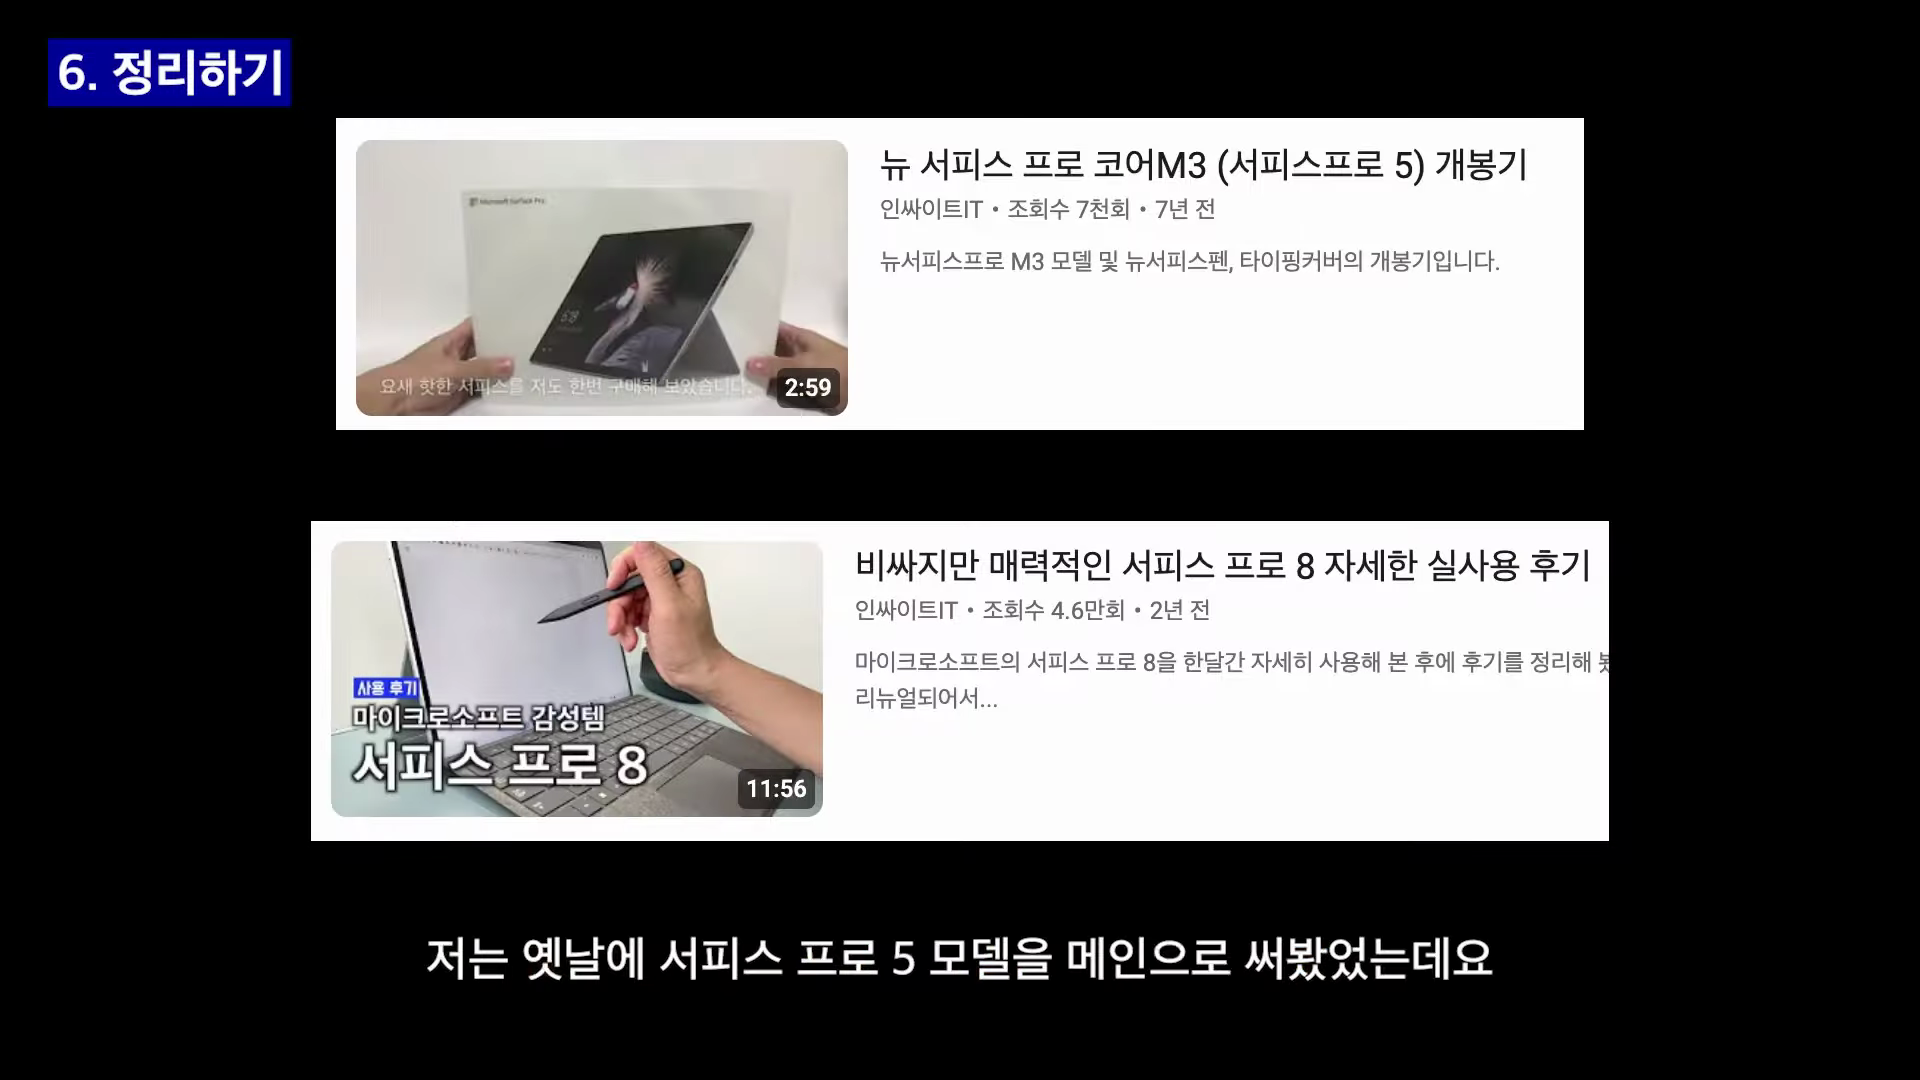 6. 정리하기
Microsoft Surface Pro
요새 핫한 서피스를 저도 한번 구매해 보았습니다.
2:59
뉴 서피스 프로 코어M3 (서피스프로 5) 개봉기
인싸이트IT • 조회수 7천회 • 7년 전
뉴서피스프로 M3 모델 및 뉴서피스펜, 타이핑커버의 개봉기입니다.
사용 후기
마이크로소프트 감성템
서피스 프로 8
11:56
비싸지만 매력적인 서피스 프로 8 자세한 실사용 후기
인싸이트IT • 조회수 4.6만회 • 2년 전
마이크로소프트의 서피스 프로 8을 한달간 자세히 사용해 본 후에 후기를 정리해
리뉴얼되어서...
저는 옛날에 서피스 프로 5 모델을 메인으로 써봤었는데요